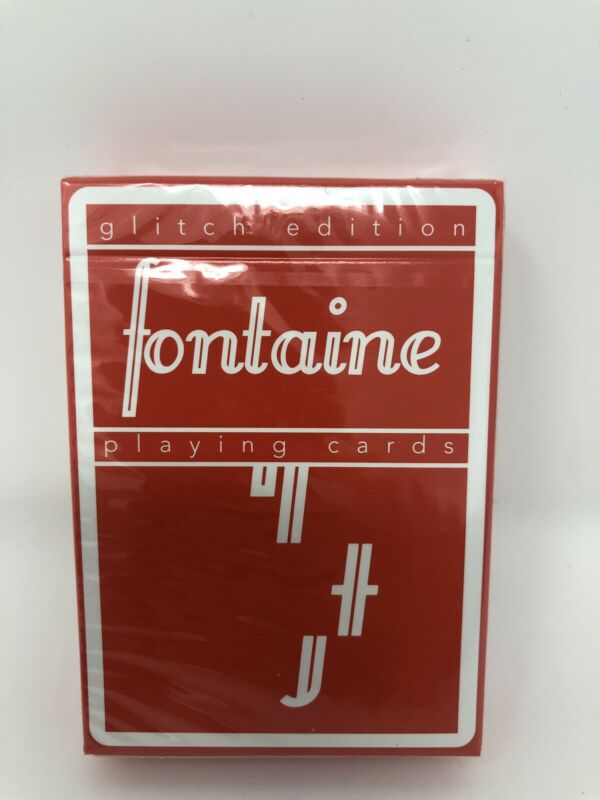 glitch edition
fontaine
playing cards